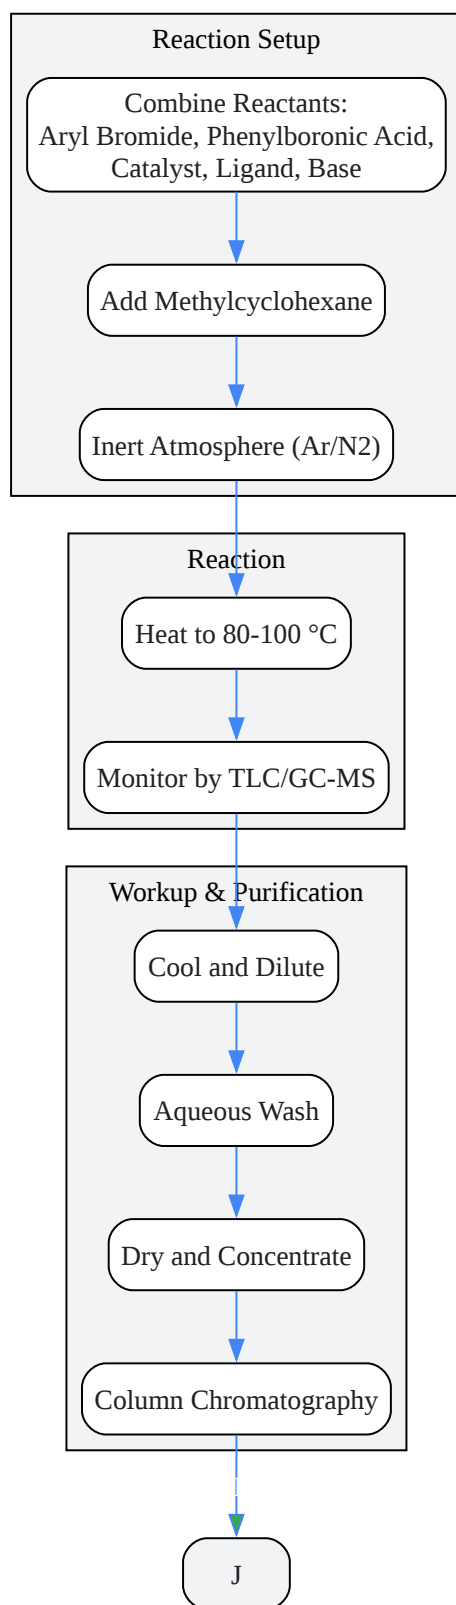 Reaction Setup
Combine Reactants:
Aryl Bromide, Phenylboronic Acid,
Catalyst, Ligand, Base
Add Methylcyclohexane
Inert Atmosphere (Ar/N2)
Reaction
Heat to 80-100 °C
Monitor by TLC/GC-MS
Workup & Purification
Cool and Dilute
Aqueous Wash
Dry and Concentrate
Column Chromatography
J